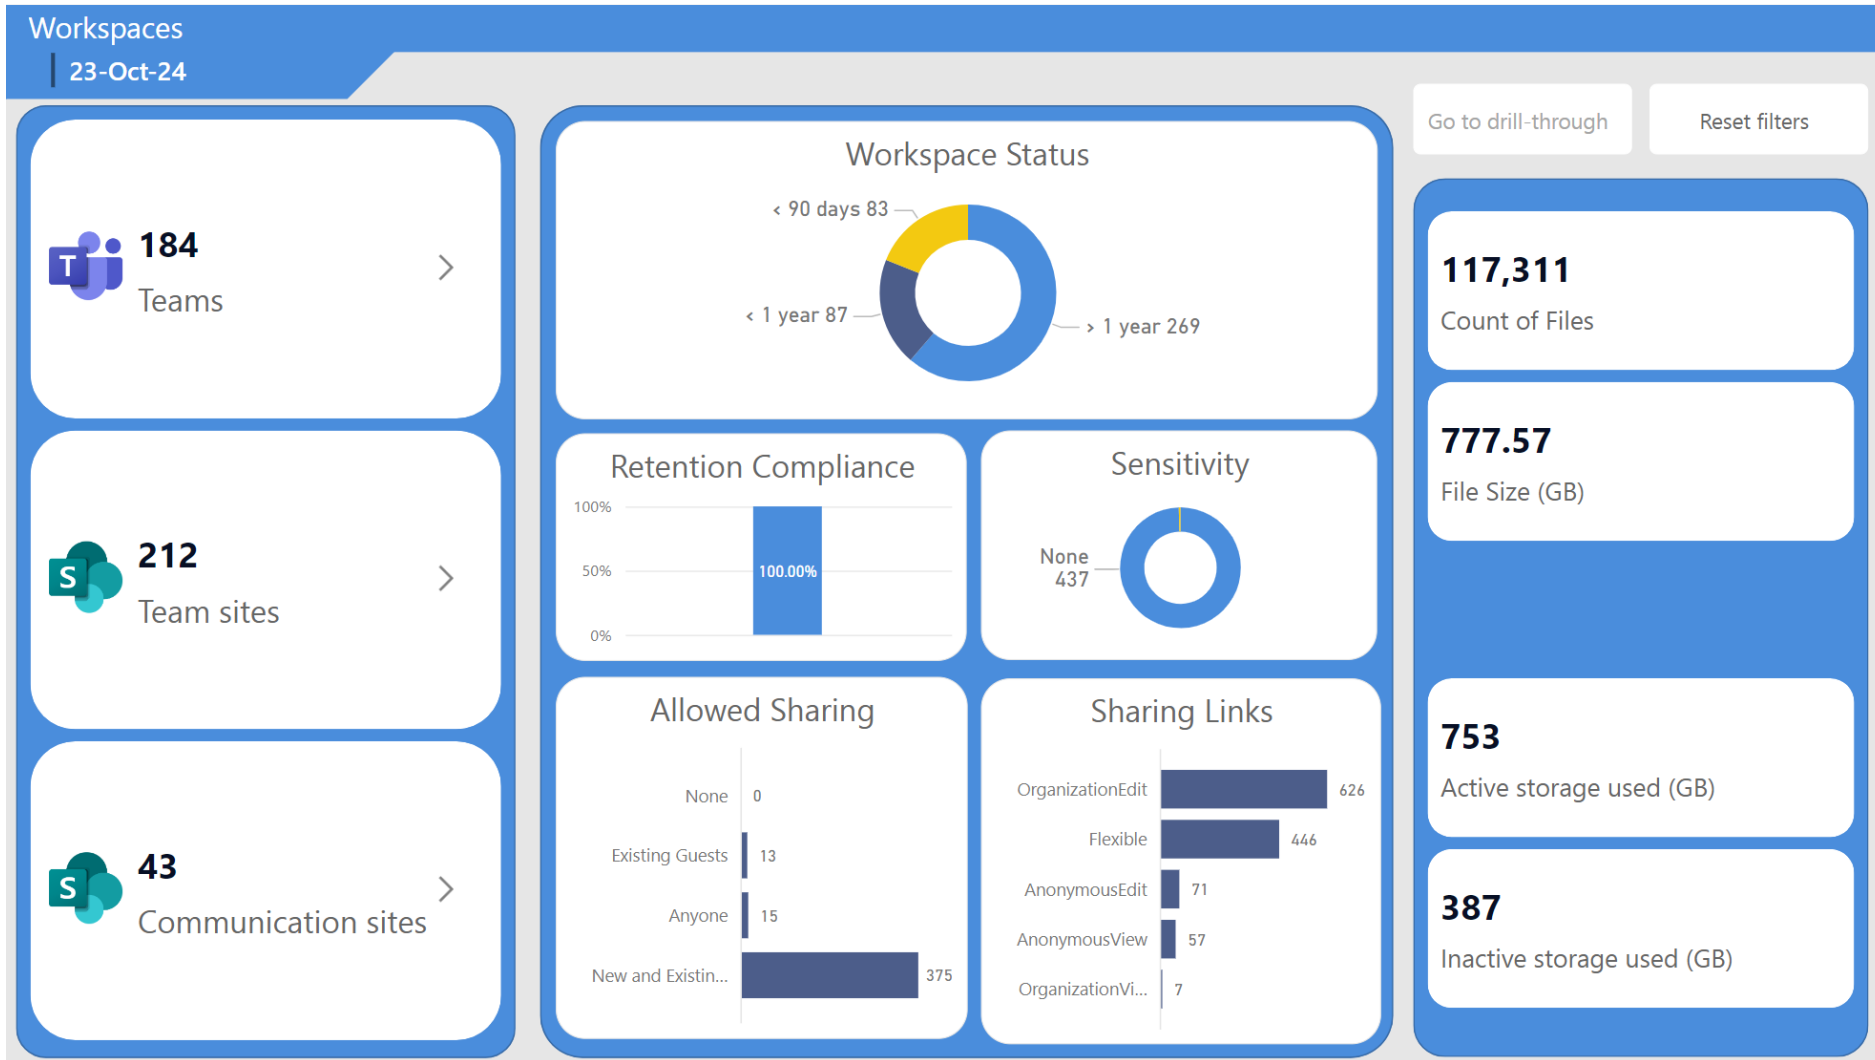 Workspaces
23-Oct-24
Go to drill-through
Reset filters
T
184
Teams
S
212
Team sites
S
43
Communication sites
Workspace Status
< 90 days 83
< 1 year 87
> 1 year 269
Retention Compliance
100%
50%
0%
100.00%
Sensitivity
None
437
Allowed Sharing
None 0
Existing Guests 13
Anyone 15
New and Existin... 375
Sharing Links
OrganizationEdit 626
Flexible 446
AnonymousEdit 71
AnonymousView 57
OrganizationVi... 7
117,311
Count of Files
777.57
File Size (GB)
753
Active storage used (GB)
387
Inactive storage used (GB)